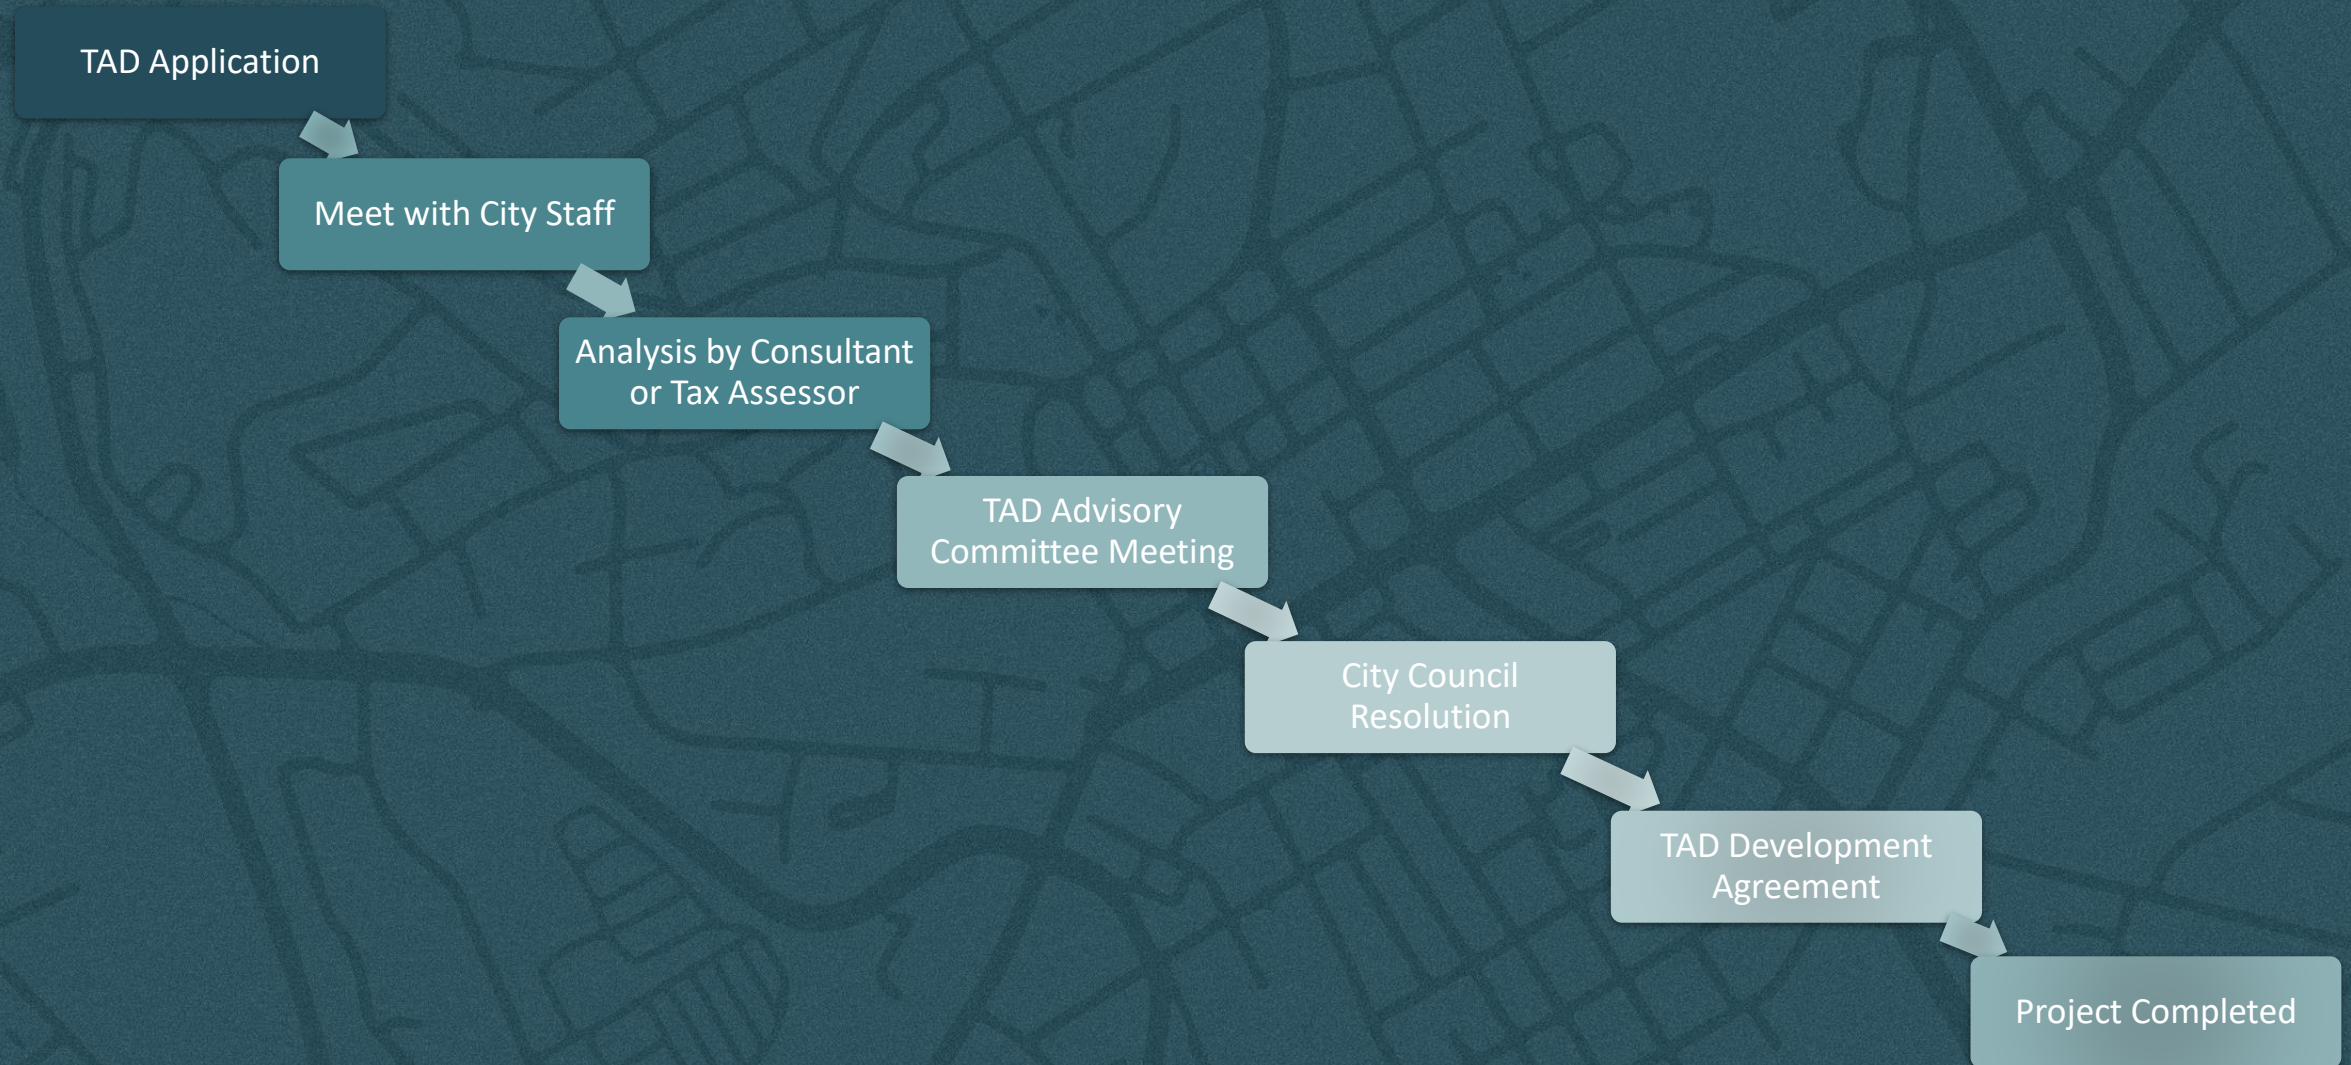 TAD Application
Meet with City Staff
Analysis by Consultant
or Tax Assessor
TAD Advisory
Committee Meeting
City Council
Resolution
TAD Development
Agreement
Project Completed